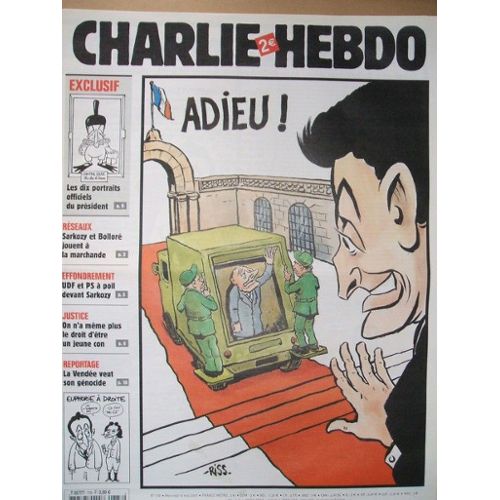 CHARLIE HEBDO
2€
EXCLUSIF
Les dix portraits
officiels
du président
RÉSEAUX
Sarkozy et Bolloré
jouent à
la marchande
EFFONDREMENT
UDF et PS à poil
devant Sarkozy
JUSTICE
On n'a même plus
le droit d'être
un jeune con
REPORTAGE
La Vendée veut
son génocide
EUPHORIE À DROITE
ADIEU !
RISS